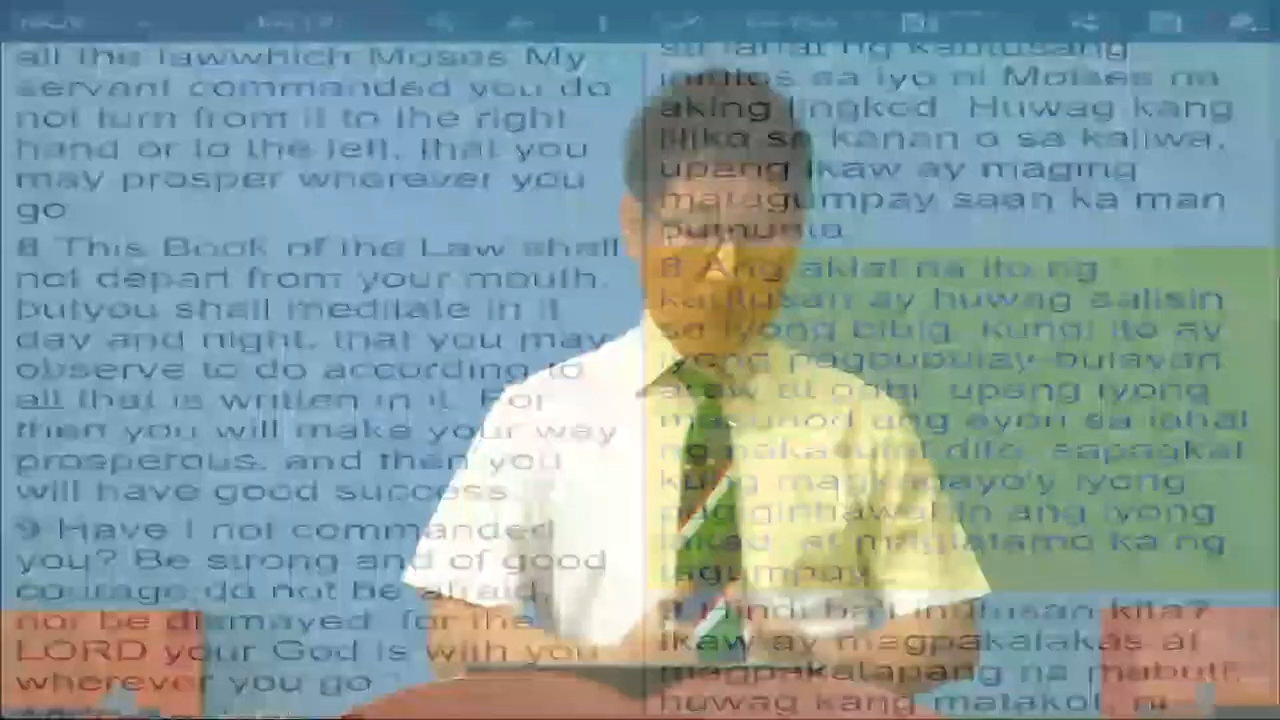 all the lawwhich Moses My
servant commanded you do
not turn from it to the right
hand or to the left, that you
may prosper wherever you
go
8 This Book of the Law shall
not depart from your mouth,
butyou shall meditate in it
day and night, that you may
observe to do according to
all that is written in it. For
then you will make your way
prosperous, and then you
will have good success
9 Have I not commanded
you? Be strong and of good
courage do not be afraid,
nor be dismayed, for the
LORD your God is with you
wherever you go
lahat ng kautusang
sa iyo ni Moises na
aking lingkod. Huwag kang
liliko sa kanan o sa kaliwa,
upang ikaw ay maging
matagumpay saan ka man
8 Ang aklat na ito ng
kautusan ay huwag aalisin
sa iyong bibig, kundi ito ay
iyong pagbubulay-bulayan
araw at gabi, upang iyong
masunod ang ayon sa lahat
ng nakasulat dito, sapagkat
kung magkagayo'y iyong
ang iyong
at magtatamo ka ng
tagumpay
9 Hindi ba inutusan kita?
Ikaw ay magpakalakas at
magpakatapang na mabuti
huwag kang matakot, ni